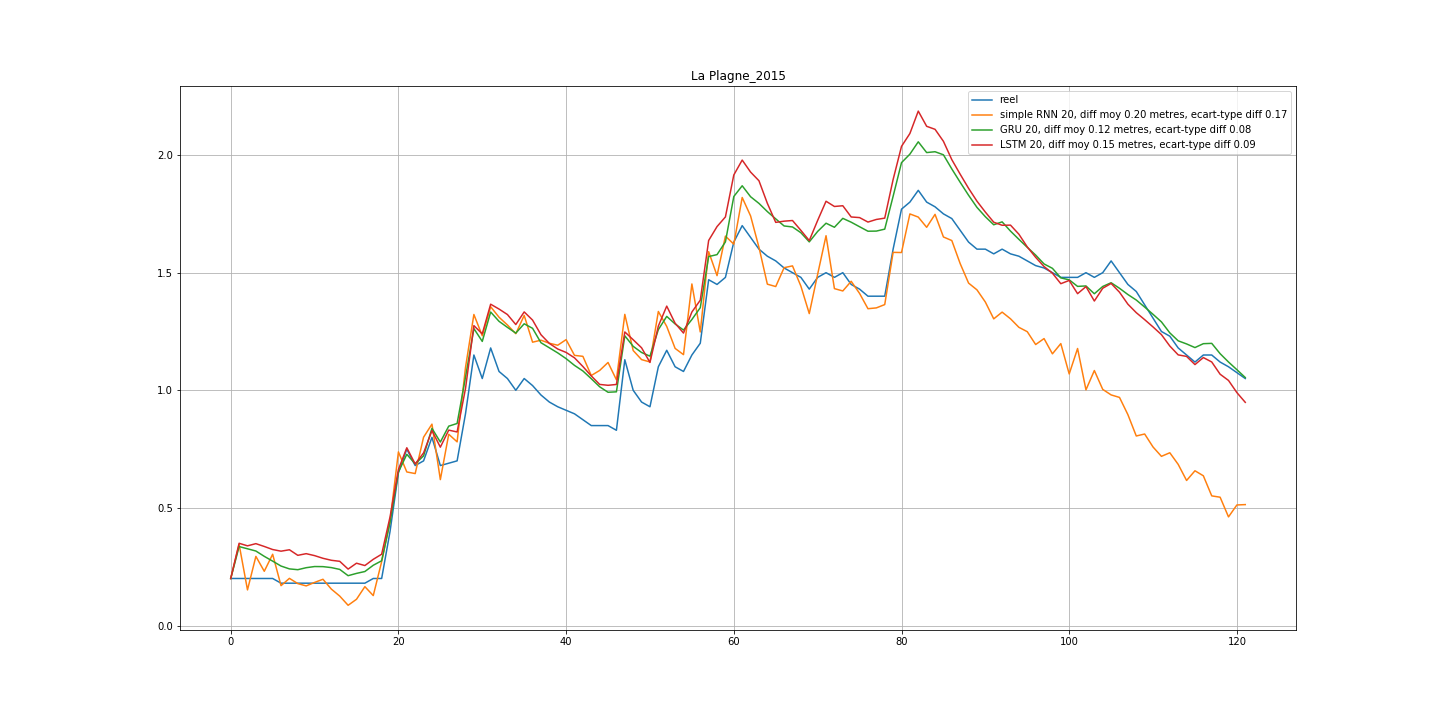 La Plagne_2015
reel
simple RNN 20, diff moy 0.20 metres, ecart-type diff 0.17
GRU 20, diff moy 0.12 metres, ecart-type diff 0.08
LSTM 20, diff moy 0.15 metres, ecart-type diff 0.09
2.0
1.5
1.0
0.5
0.0
0 20 40 60 80 100 120